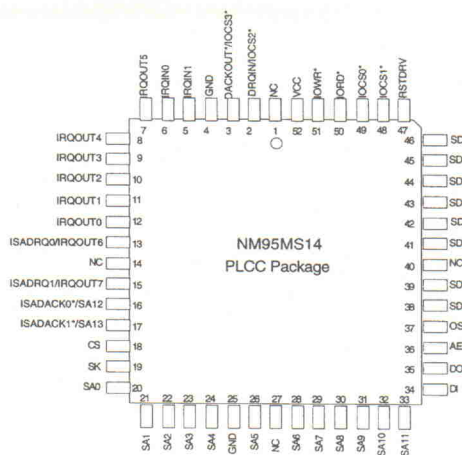 IRQOUT5
IRQIN0
IRQIN1
GND
DACKOUT*/IOCS3*
DRQIN/IOCS2*
NC
VCC
IOWR*
IORD*
IOCS0*
IOCS1*
RSTDRV
7 6 5 4 3 2 1 52 51 50 49 48 47
IRQOUT4 8
IRQOUT3 9
IRQOUT2 10
IRQOUT1 11
IRQOUT0 12
ISADRQ0/IRQOUT6 13
NC 14
ISADRQ1/IRQOUT7 15
ISADACK0*/SA12 16
ISADACK1*/SA13 17
CS 18
SK 19
SA0 20
NM95MS14
PLCC Package
46 SD
45 SD
44 SD
43 SD
42 SD
41 SD
40 NC
39 SD
38 SD
37 OS
36 AE
35 DO
34 DI
21 22 23 24 25 26 27 28 29 30 31 32 33
SA1
SA2
SA3
SA4
GND
SA5
NC
SA6
SA7
SA8
SA9
SA10
SA11